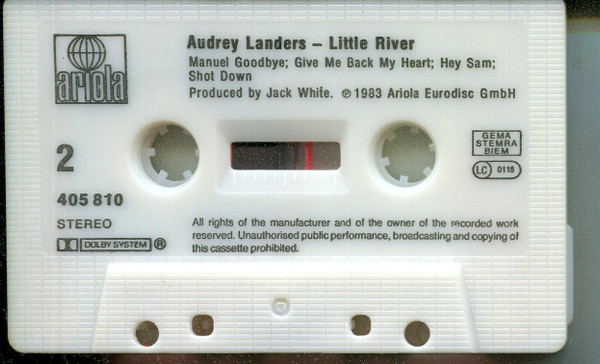 ariola
Audrey Landers – Little River
Manuel Goodbye; Give Me Back My Heart; Hey Sam;
Shot Down
Produced by Jack White. ℗ 1983 Ariola Eurodisc GmbH
2
GEMA
STEMRA
BIEM
LC 0116
405 810
STEREO
DOLBY SYSTEM ®
All rights of the manufacturer and of the owner of the recorded work
reserved. Unauthorised public performance, broadcasting and copying of
this cassette prohibited.